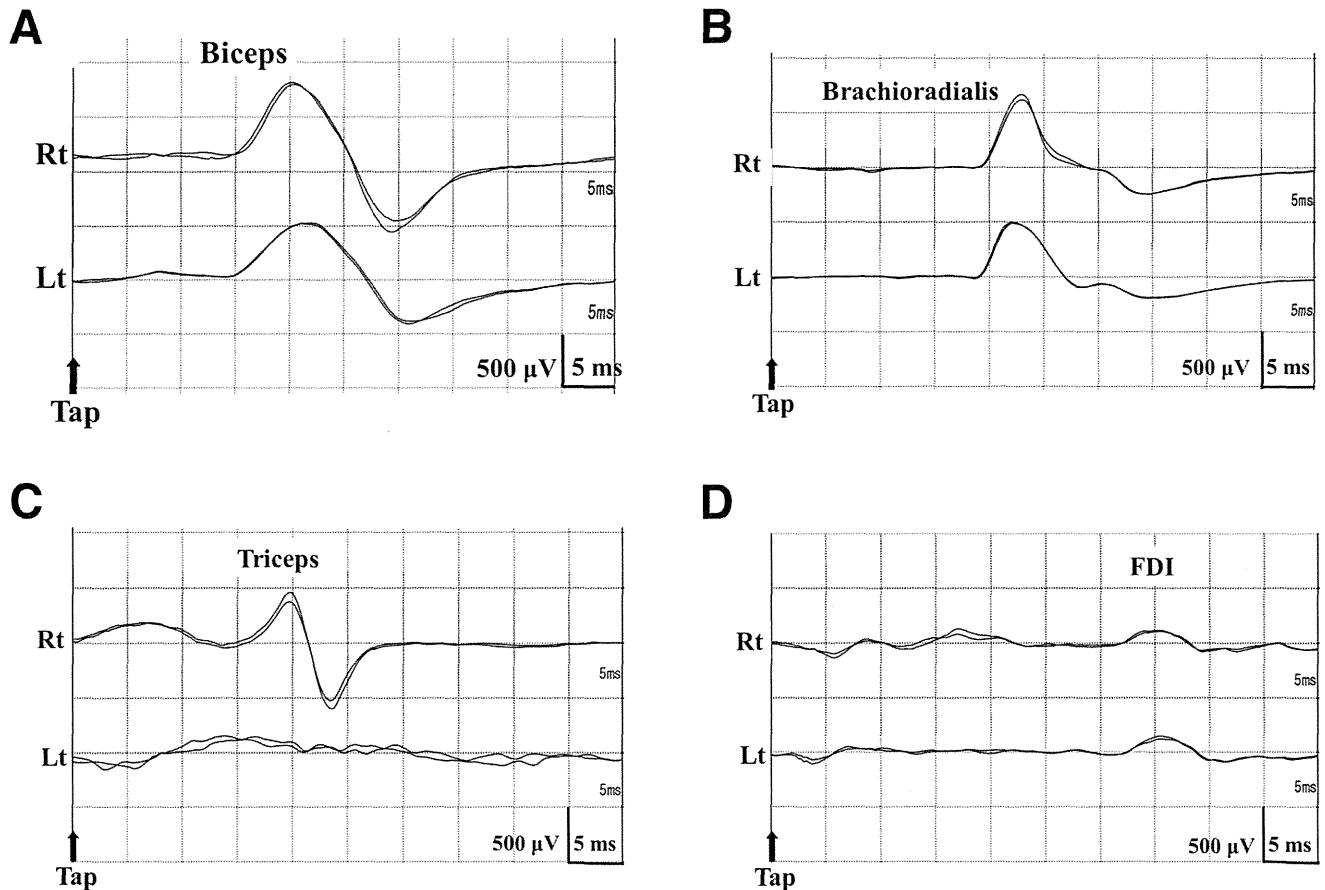 A
Biceps
Rt
5ms
Lt
5ms
500 μV
5 ms
Tap
B
Brachioradialis
Rt
5ms
Lt
5ms
500 μV
5 ms
Tap
C
Triceps
Rt
5ms
Lt
5ms
500 μV
5 ms
Tap
D
FDI
Rt
5ms
Lt
5ms
500 μV
5 ms
Tap